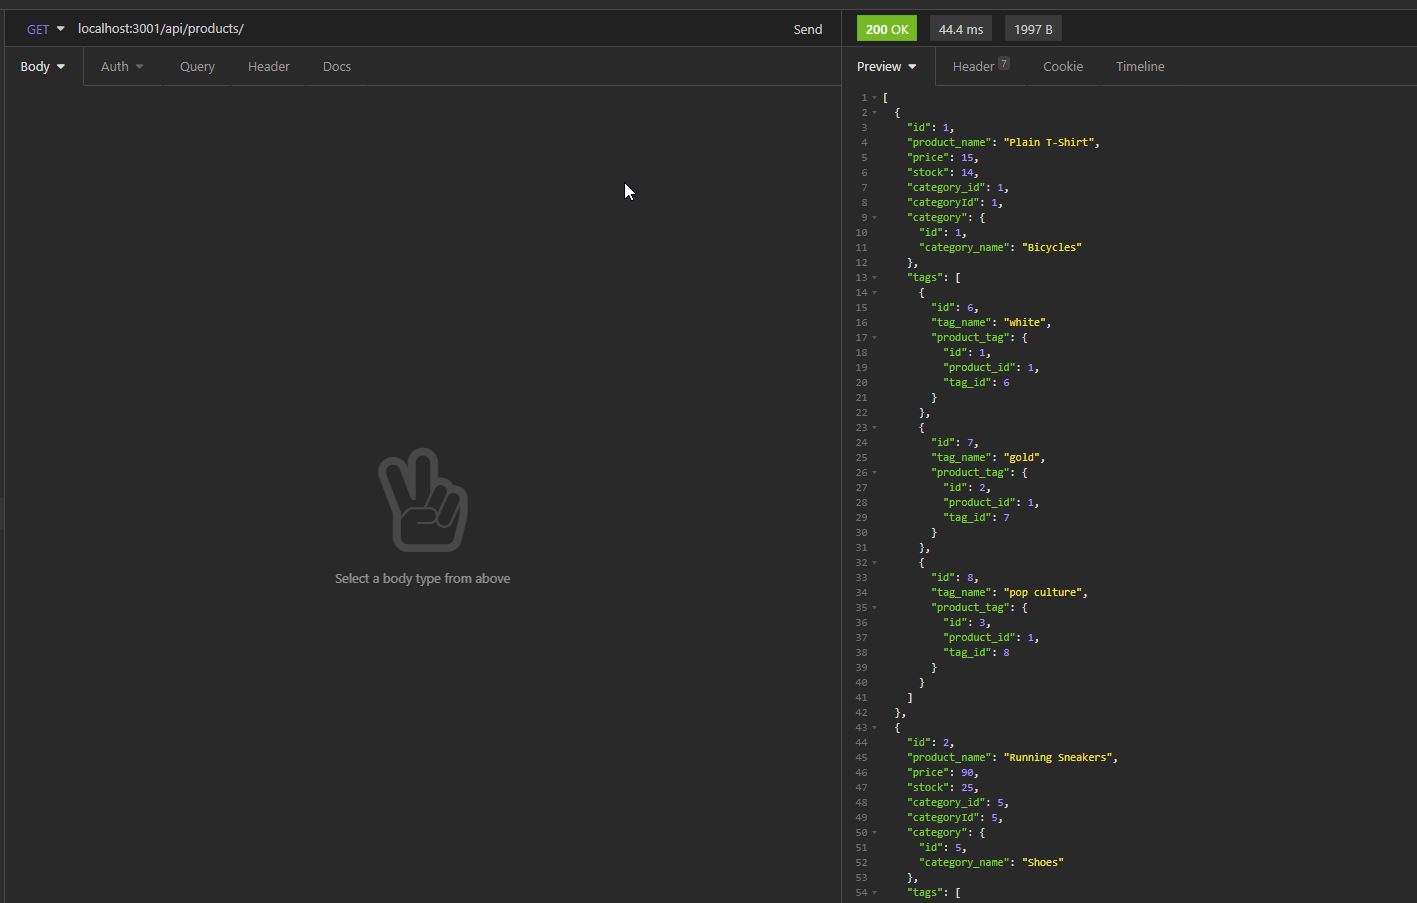 GET localhost:3001/api/products/ Send
Body Auth Query Header Docs
Select a body type from above
200 OK 44.4 ms 1997 B
Preview Header 7 Cookie Timeline
1 [
2 {
3 "id": 1,
4 "product_name": "Plain T-Shirt",
5 "price": 15,
6 "stock": 14,
7 "category_id": 1,
8 "categoryId": 1,
9 "category": {
10 "id": 1,
11 "category_name": "Bicycles"
12 },
13 "tags": [
14 {
15 "id": 6,
16 "tag_name": "white",
17 "product_tag": {
18 "id": 1,
19 "product_id": 1,
20 "tag_id": 6
21 }
22 },
23 {
24 "id": 7,
25 "tag_name": "gold",
26 "product_tag": {
27 "id": 2,
28 "product_id": 1,
29 "tag_id": 7
30 }
31 },
32 {
33 "id": 8,
34 "tag_name": "pop culture",
35 "product_tag": {
36 "id": 3,
37 "product_id": 1,
38 "tag_id": 8
39 }
40 }
41 ]
42 },
43 {
44 "id": 2,
45 "product_name": "Running Sneakers",
46 "price": 90,
47 "stock": 25,
48 "category_id": 5,
49 "categoryId": 5,
50 "category": {
51 "id": 5,
52 "category_name": "Shoes"
53 },
54 "tags": [